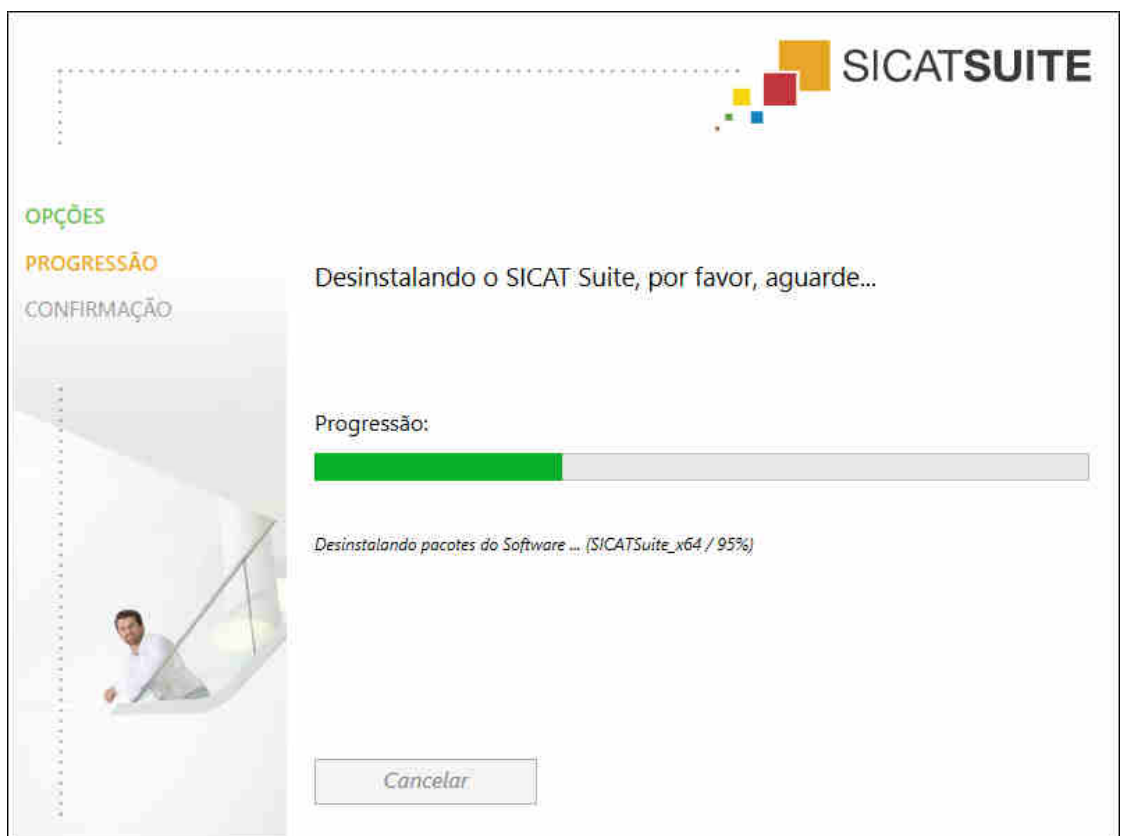 SICATSUITE
OPÇÕES
PROGRESSÃO
CONFIRMAÇÃO
Desinstalando o SICAT Suite, por favor, aguarde...
Progressão:
Desinstalando pacotes do Software ... (SICATSuite_x64 / 95%)
Cancelar